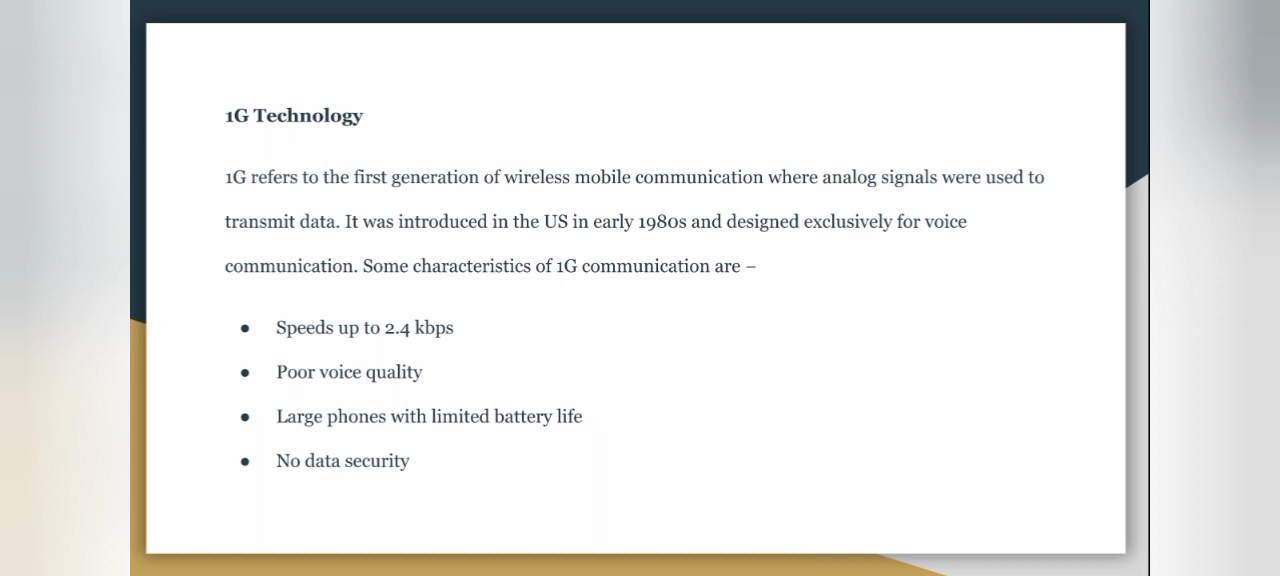 1G Technology
1G refers to the first generation of wireless mobile communication where analog signals were used to
transmit data. It was introduced in the US in early 1980s and designed exclusively for voice
communication. Some characteristics of 1G communication are –
● Speeds up to 2.4 kbps
● Poor voice quality
● Large phones with limited battery life
● No data security